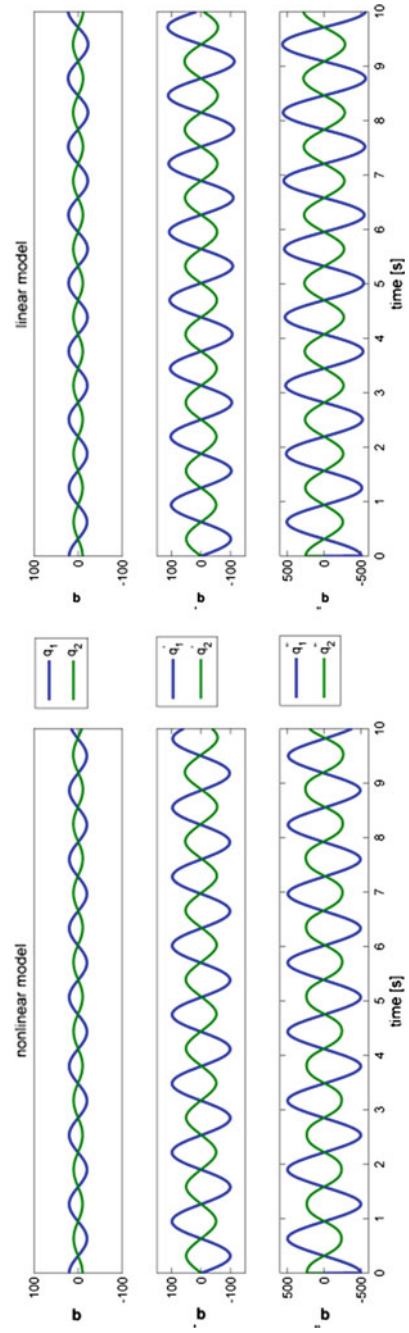 nonlinear model
100
0
-100
q
q1
q2
100
0
-100
q̇
q̇1
q̇2
500
0
-500
q̈
0 1 2 3 4 5 6 7 8 9 10
time [s]
q̈1
q̈2
linear model
100
0
-100
q
100
0
-100
q̇
500
0
-500
q̈
0 1 2 3 4 5 6 7 8 9 10
time [s]